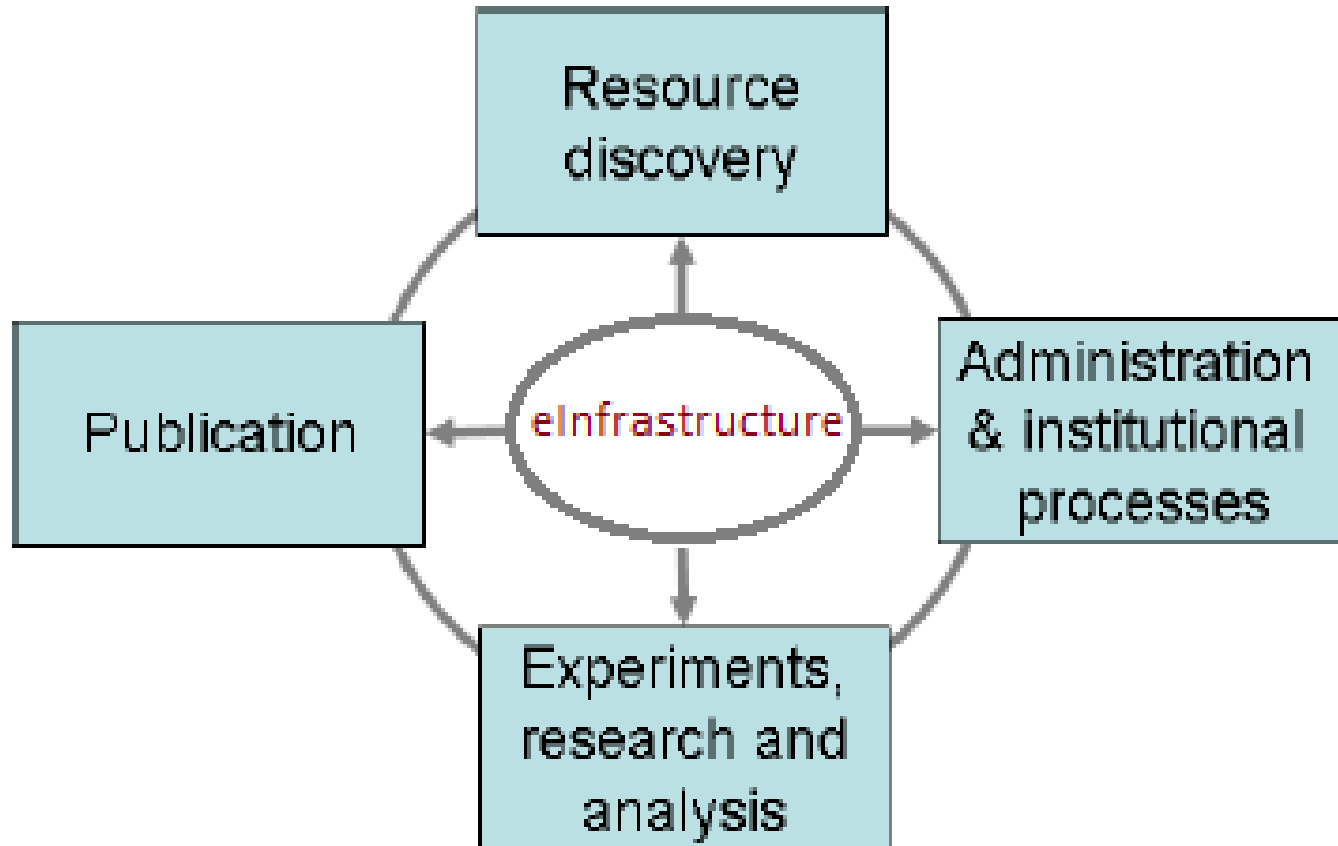 Resource
discovery
Publication
eInfrastructure
Administration
& institutional
processes
Experiments,
research and
analysis